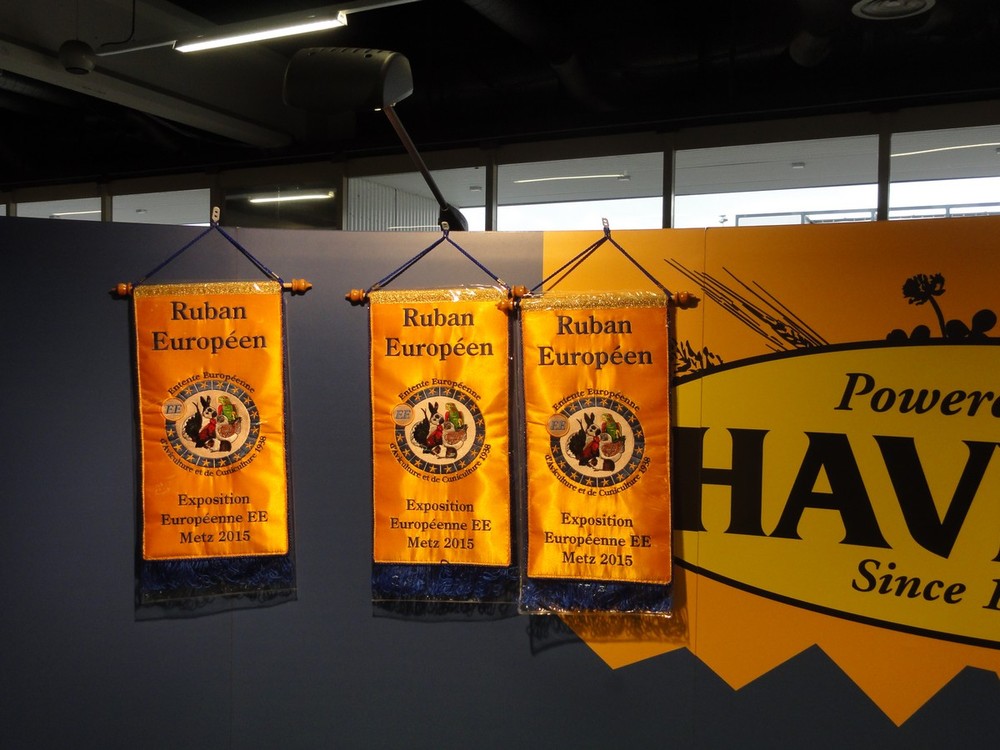 Ruban
Européen
Entente Européenne
EE
d'Aviculture et de Cuniculture 1938
Exposition
Européenne EE
Metz 2015
Ruban
Européen
Entente Européenne
EE
d'Aviculture et de Cuniculture 1938
Exposition
Européenne EE
Metz 2015
Ruban
Européen
Entente Européenne
EE
d'Aviculture et de Cuniculture 1938
Exposition
Européenne EE
Metz 2015
Power
HAV
Since